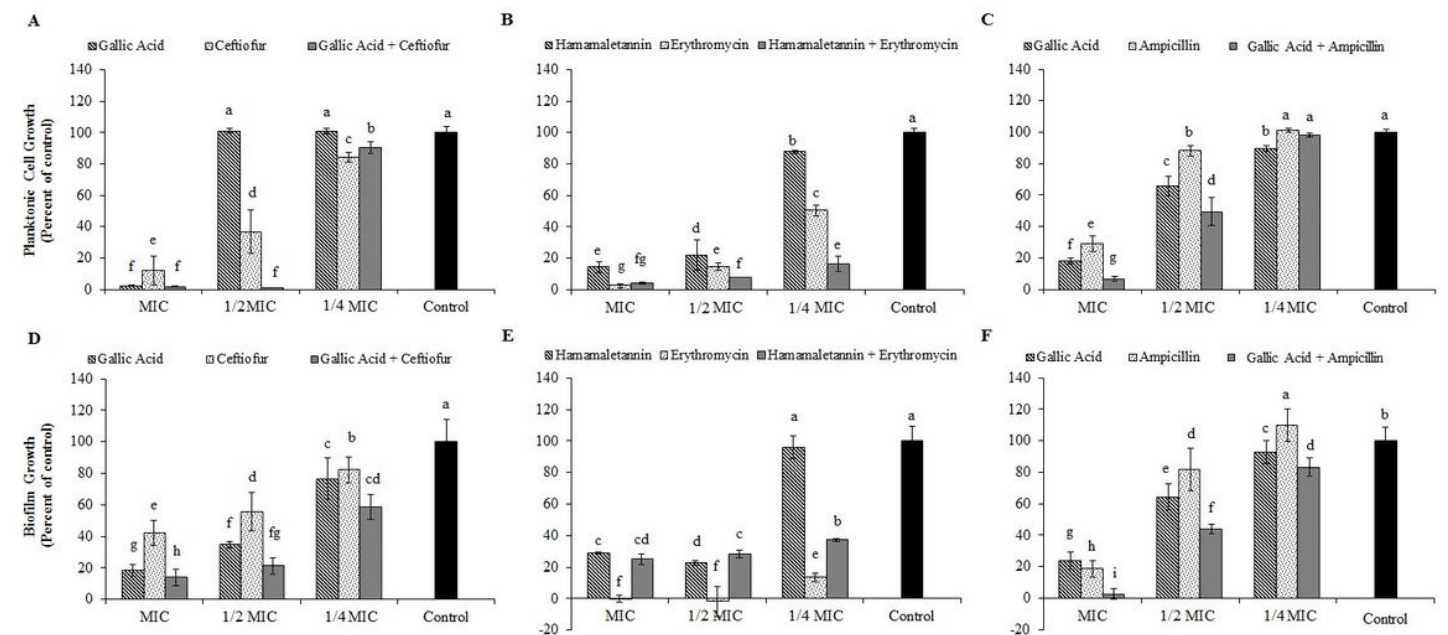 A
Gallic Acid Ceftiofur Gallic Acid + Ceftiofur
Planktonic Cell Growth
(Percent of control)
140
120
100
80
60
40
20
0
f e f a d f a c b a
MIC 1/2 MIC 1/4 MIC Control
B
Hamamaletannin Erythromycin Hamamaletannin + Erythromycin
140
120
100
80
60
40
20
0
e g fg d e f b c e a
MIC 1/2 MIC 1/4 MIC Control
C
Gallic Acid Ampicillin Gallic Acid + Ampicillin
140
120
100
80
60
40
20
0
f e g c b d b a a a
MIC 1/2 MIC 1/4 MIC Control
D
Gallic Acid Ceftiofur Gallic Acid + Ceftiofur
Biofilm Growth
(Percent of control)
140
120
100
80
60
40
20
0
g e h f d fg c b cd a
MIC 1/2 MIC 1/4 MIC Control
E
Hamamaletannin Erythromycin Hamamaletannin + Erythromycin
140
120
100
80
60
40
20
0
-20
c f cd d f c a e b a
MIC 1/2 MIC 1/4 MIC Control
F
Gallic Acid Ampicillin Gallic Acid + Ampicillin
140
120
100
80
60
40
20
0
-20
g h i e d f c a d b
MIC 1/2 MIC 1/4 MIC Control